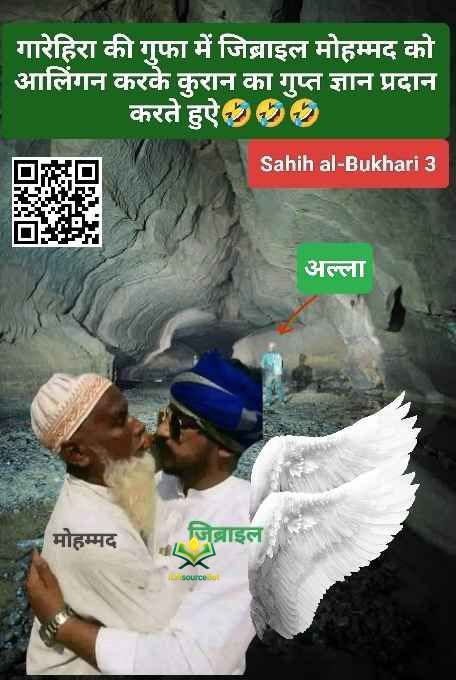 गारेहिरा की गुफा में जिब्राइल मोहम्मद को
आलिंगन करके कुरान का गुप्त ज्ञान प्रदान
करते हुऐ🤣🤣🤣
Sahih al-Bukhari 3
अल्ला
मोहम्मद
जिब्राइल